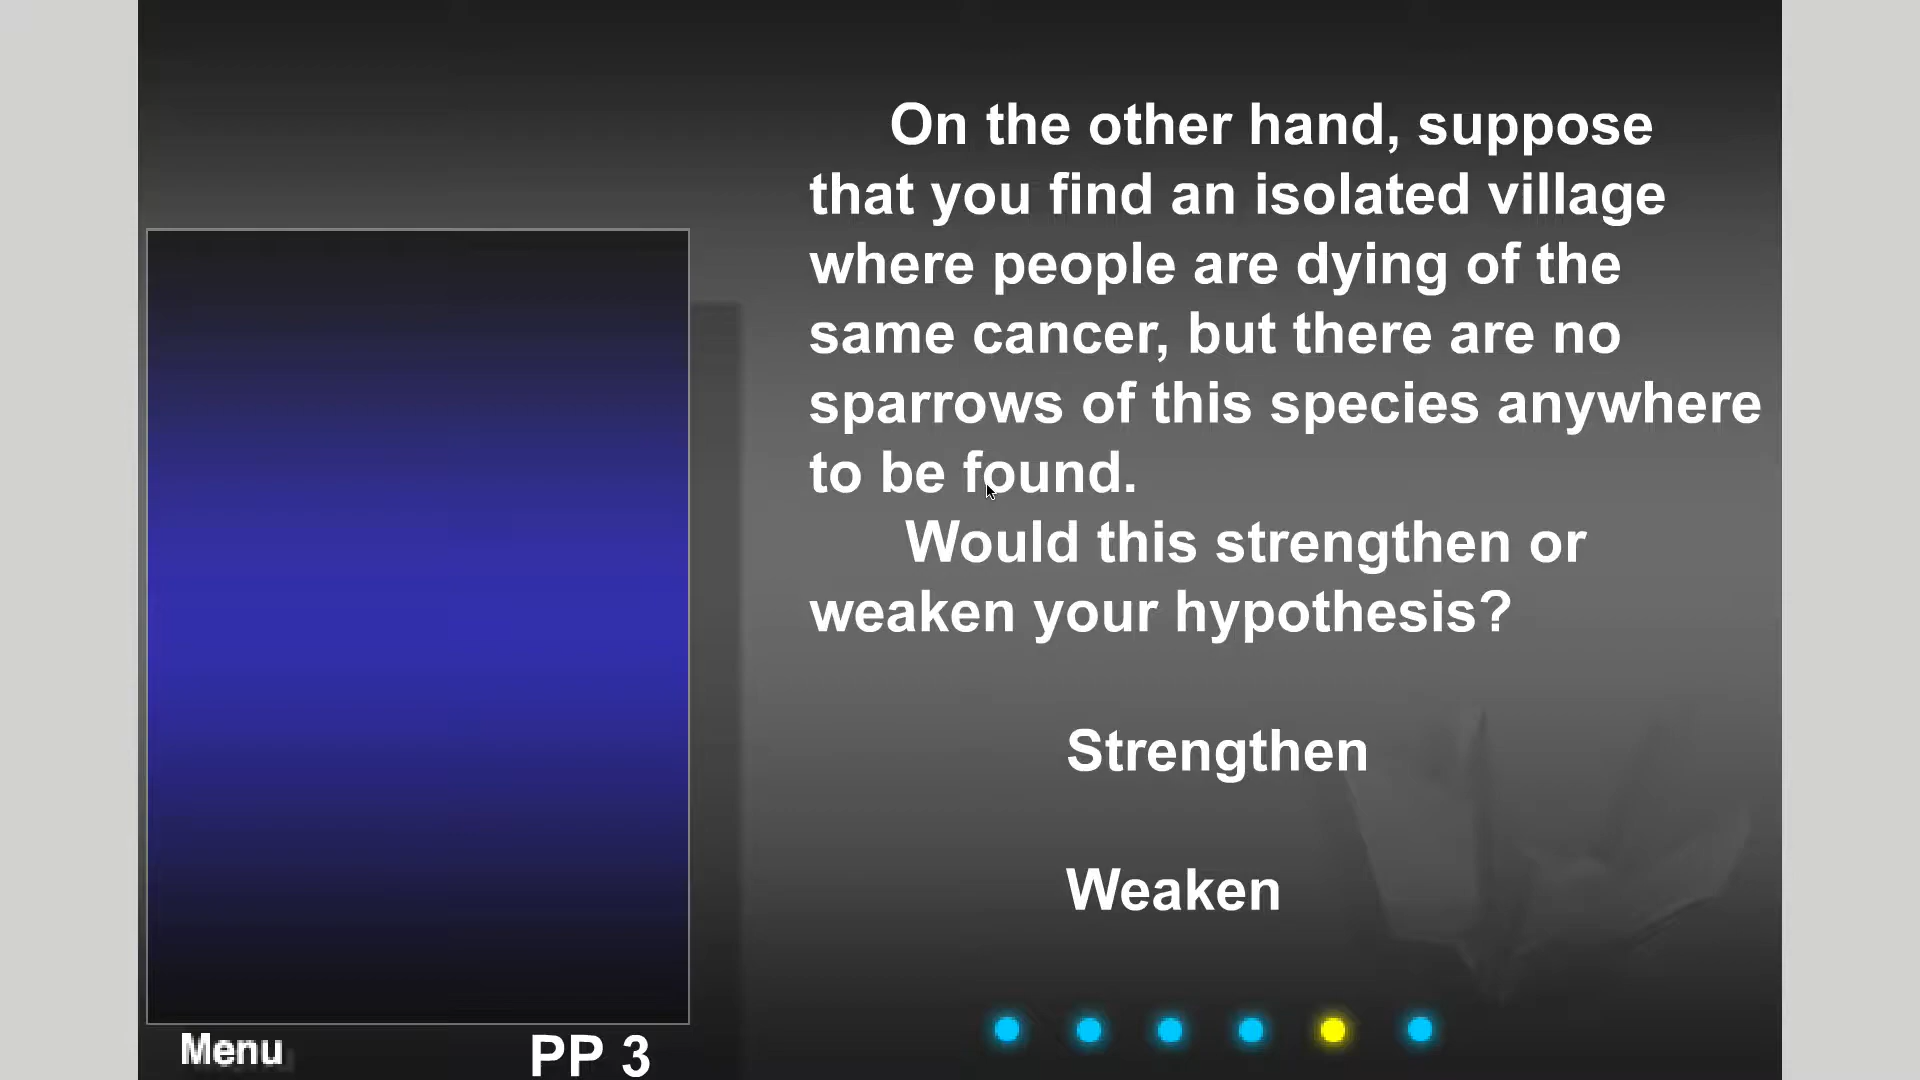 On the other hand, suppose
that you find an isolated village
where people are dying of the
same cancer, but there are no
sparrows of this species anywhere
to be found.
Would this strengthen or
weaken your hypothesis?
Strengthen
Weaken
Menu
PP 3